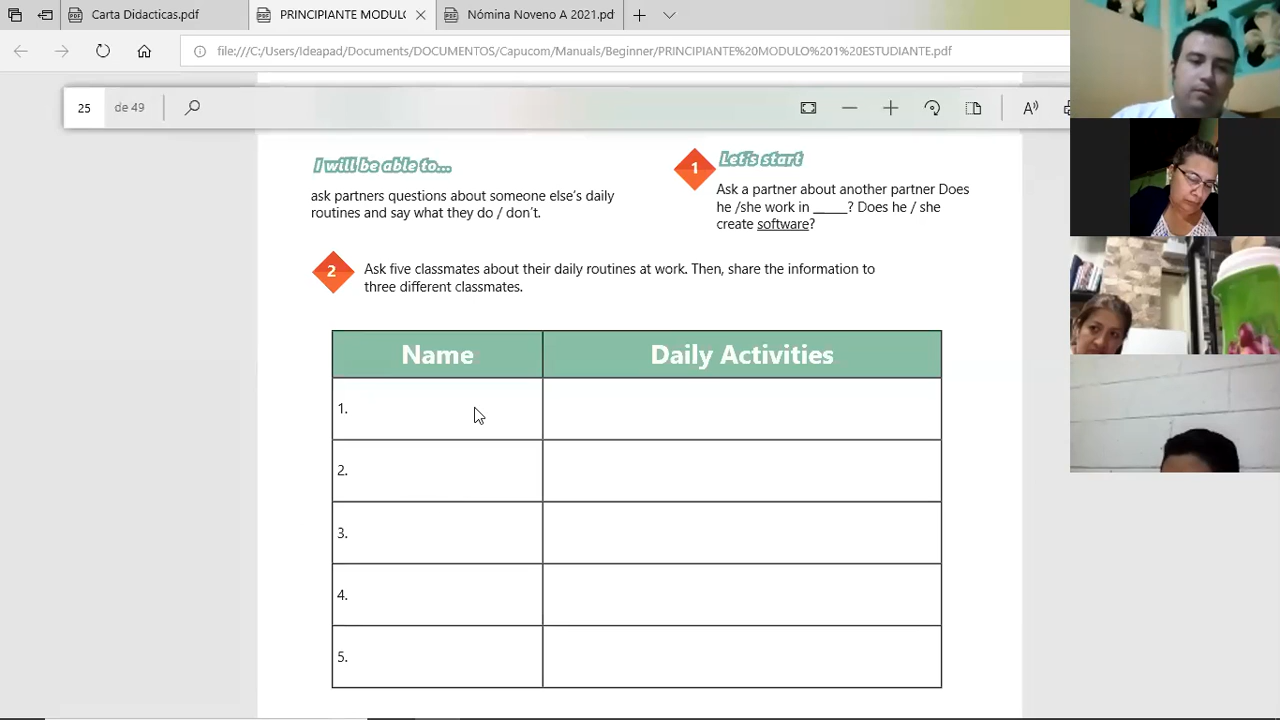 Carta Didacticas.pdf
PRINCIPIANTE MODULO
Nómina Noveno A 2021.pd
file:///C:/Users/Ideapad/Documents/DOCUMENTOS/Capucom/Manuals/Beginner/PRINCIPIANTE%20MODULO%201%20ESTUDIANTE.pdf
25 de 49
I will be able to...
ask partners questions about someone else's daily
routines and say what they do / don't.
1
Let's start
Ask a partner about another partner Does
he /she work in _____? Does he / she
create software?
2
Ask five classmates about their daily routines at work. Then, share the information to
three different classmates.
Name Daily Activities
1.
2.
3.
4.
5.